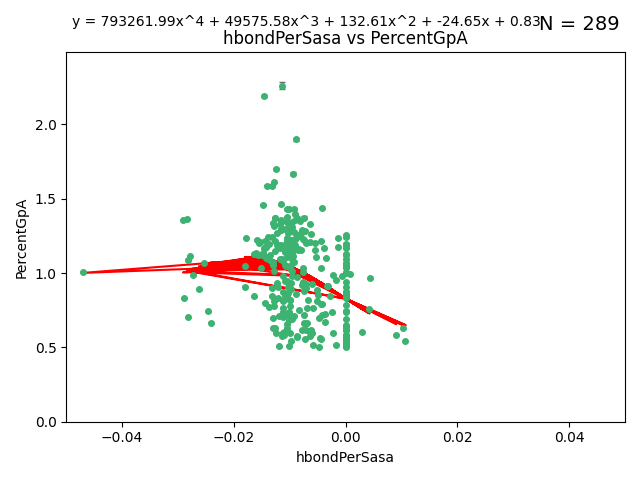 y = 793261.99x^4 + 49575.58x^3 + 132.61x^2 + -24.65x + 0.83
N = 289
hbondPerSasa vs PercentGpA
PercentGpA
2.0
1.5
1.0
0.5
0.0
−0.04 −0.02 0.00 0.02 0.04
hbondPerSasa